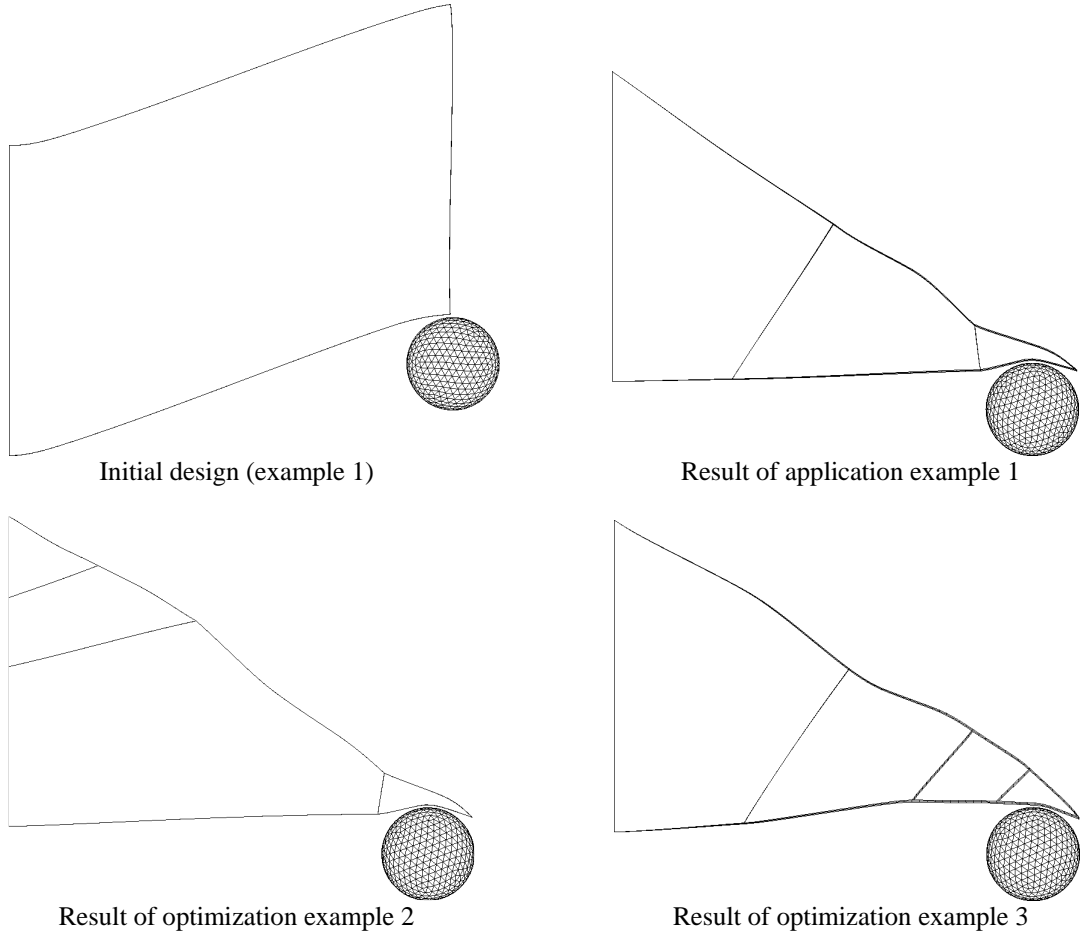 Initial design (example 1)
Result of application example 1
Result of optimization example 2
Result of optimization example 3